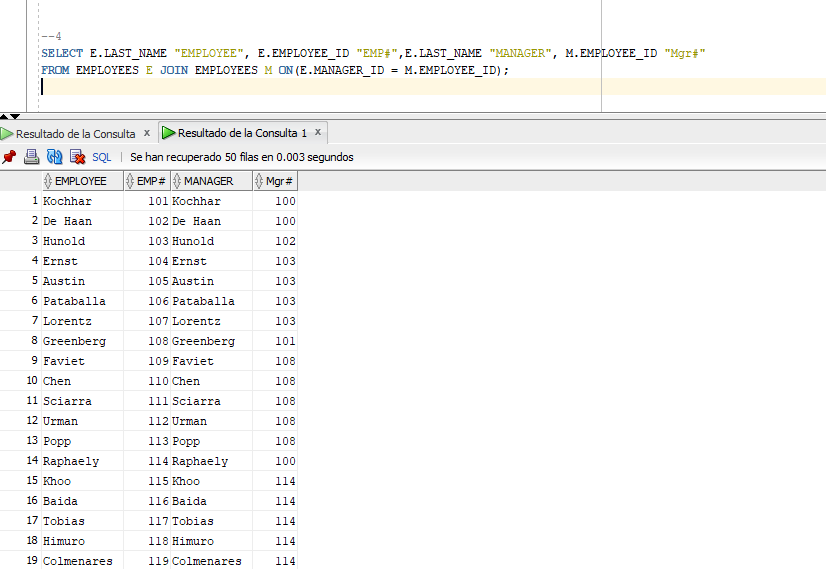 --4
SELECT E.LAST_NAME "EMPLOYEE", E.EMPLOYEE_ID "EMP#",E.LAST_NAME "MANAGER", M.EMPLOYEE_ID "Mgr#"
FROM EMPLOYEES E JOIN EMPLOYEES M ON(E.MANAGER_ID = M.EMPLOYEE_ID);
Resultado de la Consulta x Resultado de la Consulta 1 x
SQL | Se han recuperado 50 filas en 0.003 segundos
EMPLOYEE EMP# MANAGER Mgr#
1 Kochhar 101 Kochhar 100
2 De Haan 102 De Haan 100
3 Hunold 103 Hunold 102
4 Ernst 104 Ernst 103
5 Austin 105 Austin 103
6 Pataballa 106 Pataballa 103
7 Lorentz 107 Lorentz 103
8 Greenberg 108 Greenberg 101
9 Faviet 109 Faviet 108
10 Chen 110 Chen 108
11 Sciarra 111 Sciarra 108
12 Urman 112 Urman 108
13 Popp 113 Popp 108
14 Raphaely 114 Raphaely 100
15 Khoo 115 Khoo 114
16 Baida 116 Baida 114
17 Tobias 117 Tobias 114
18 Himuro 118 Himuro 114
19 Colmenares 119 Colmenares 114